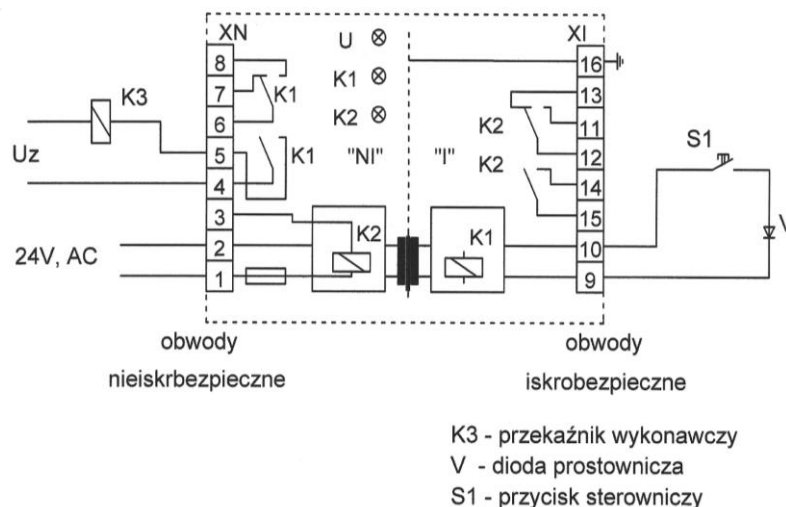 XN
U
XI
8
7
6
5
4
3
2
1
K3
K1
K1
K2
K1
"NI"
"I"
Uz
24V, AC
K2
K1
K2
K2
16
13
11
12
14
15
10
9
S1
V
obwody
nieiskrbezpieczne
obwody
iskrobezpieczne
K3 - przekaźnik wykonawczy
V - dioda prostownicza
S1 - przycisk sterowniczy